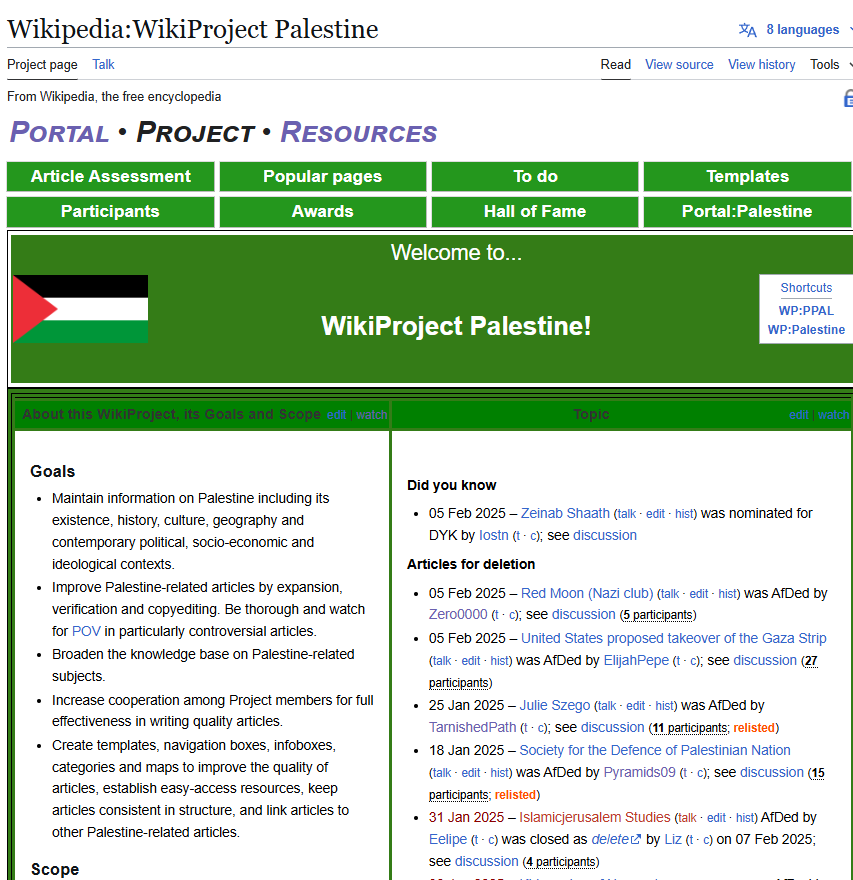 Wikipedia:WikiProject Palestine
8 languages
Project page Talk
Read View source View history Tools
From Wikipedia, the free encyclopedia
PORTAL • PROJECT • RESOURCES
Article Assessment Popular pages To do Templates
Participants Awards Hall of Fame Portal:Palestine
Welcome to...
WikiProject Palestine!
Shortcuts
WP:PPAL
WP:Palestine
About this WikiProject, its Goals and Scope edit | watch
Goals
• Maintain information on Palestine including its
existence, history, culture, geography and
contemporary political, socio-economic and
ideological contexts.
• Improve Palestine-related articles by expansion,
verification and copyediting. Be thorough and watch
for POV in particularly controversial articles.
• Broaden the knowledge base on Palestine-related
subjects.
• Increase cooperation among Project members for full
effectiveness in writing quality articles.
• Create templates, navigation boxes, infoboxes,
categories and maps to improve the quality of
articles, establish easy-access resources, keep
articles consistent in structure, and link articles to
other Palestine-related articles.
Scope
Topic edit | watch
Did you know
• 05 Feb 2025 – Zeinab Shaath (talk · edit · hist) was nominated for
DYK by Iostn (t · c); see discussion
Articles for deletion
• 05 Feb 2025 – Red Moon (Nazi club) (talk · edit · hist) was AfDed by
Zero0000 (t · c); see discussion (5 participants)
• 05 Feb 2025 – United States proposed takeover of the Gaza Strip
(talk · edit · hist) was AfDed by ElijahPepe (t · c); see discussion (27
participants)
• 25 Jan 2025 – Julie Szego (talk · edit · hist) was AfDed by
TarnishedPath (t · c); see discussion (11 participants; relisted)
• 18 Jan 2025 – Society for the Defence of Palestinian Nation
(talk · edit · hist) was AfDed by Pyramids09 (t · c); see discussion (15
participants; relisted)
• 31 Jan 2025 – Islamicjerusalem Studies (talk · edit · hist) AfDed by
Eelipe (t · c) was closed as delete by Liz (t · c) on 07 Feb 2025;
see discussion (4 participants)